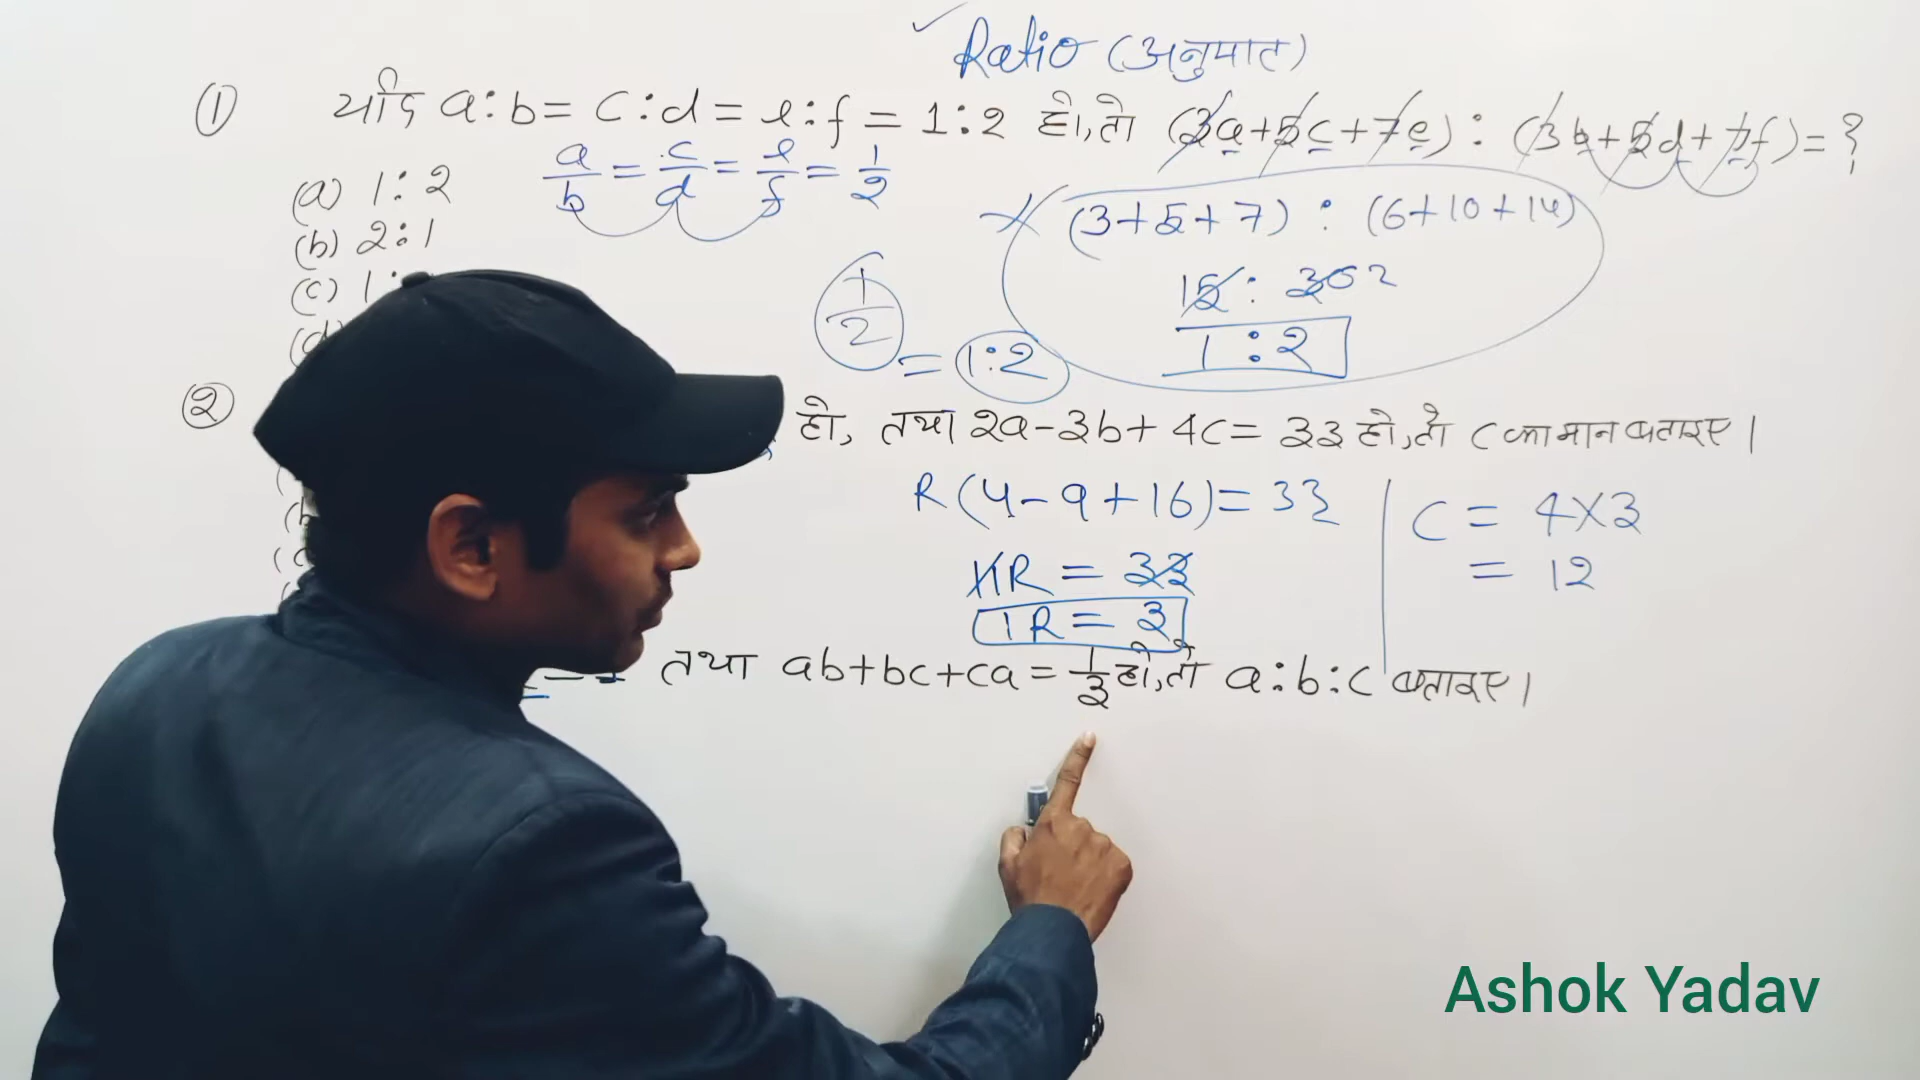 Ratio (अनुपात)
① यदि a:b = c:d = e:f = 1:2 हो, तो (3a+5c+7e) : (3b+5d+7f) = ?
a/b = c/d = e/f = 1/2
(a) 1:2
(b) 2:1
(c) 1:
(d)
(3+5+7) : (6+10+14)
15 : 30 2
1 : 2
1/2 = 1:2
② हो, तथा 2a-3b+4c = 33 हो, तो c का मान बताइए।
R(4-9+16) = 33
11R = 33
1R = 3
c = 4×3
= 12
तथा ab+bc+ca = 1/3 हो, तो a:b:c बताइए।
Ashok Yadav